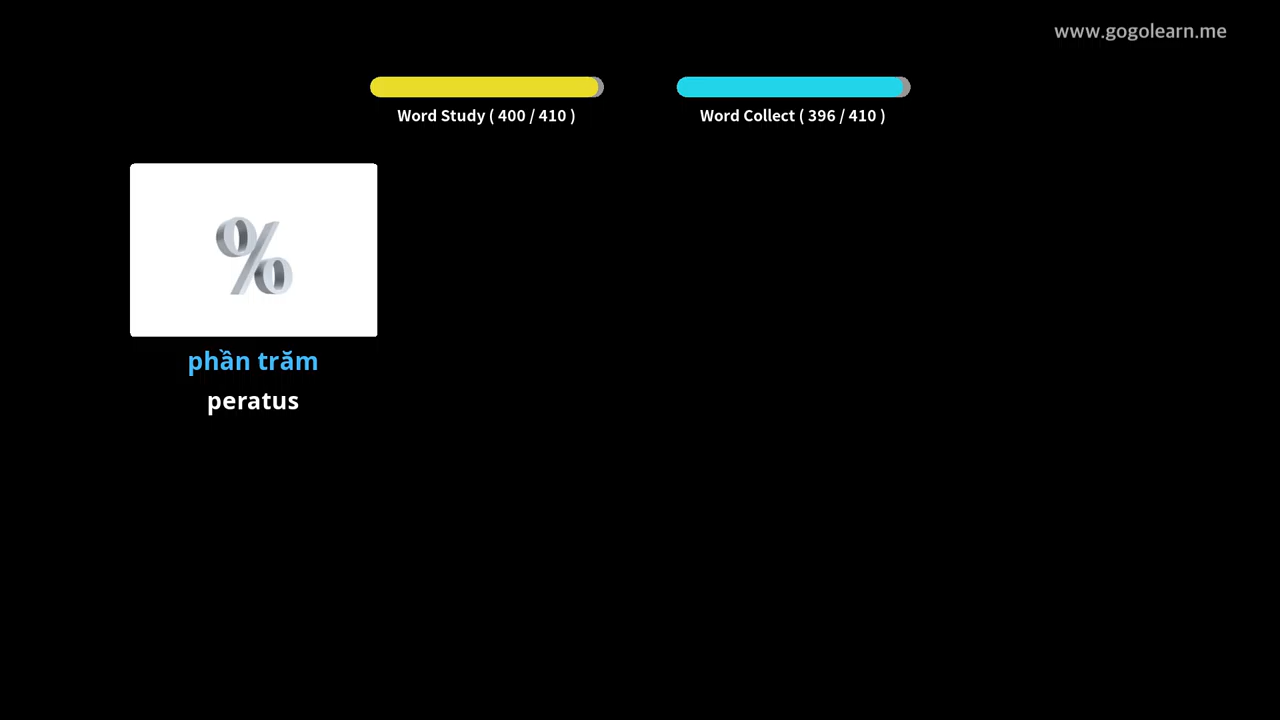 www.gogolearn.me
Word Study ( 400 / 410 )
Word Collect ( 396 / 410 )
%
phần trăm
peratus